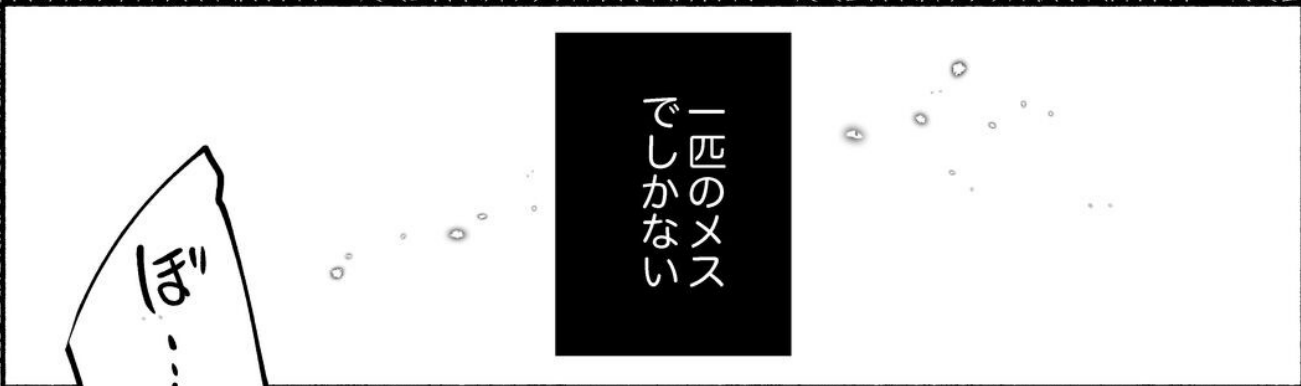 一匹のメス
でしかない
ぼ…